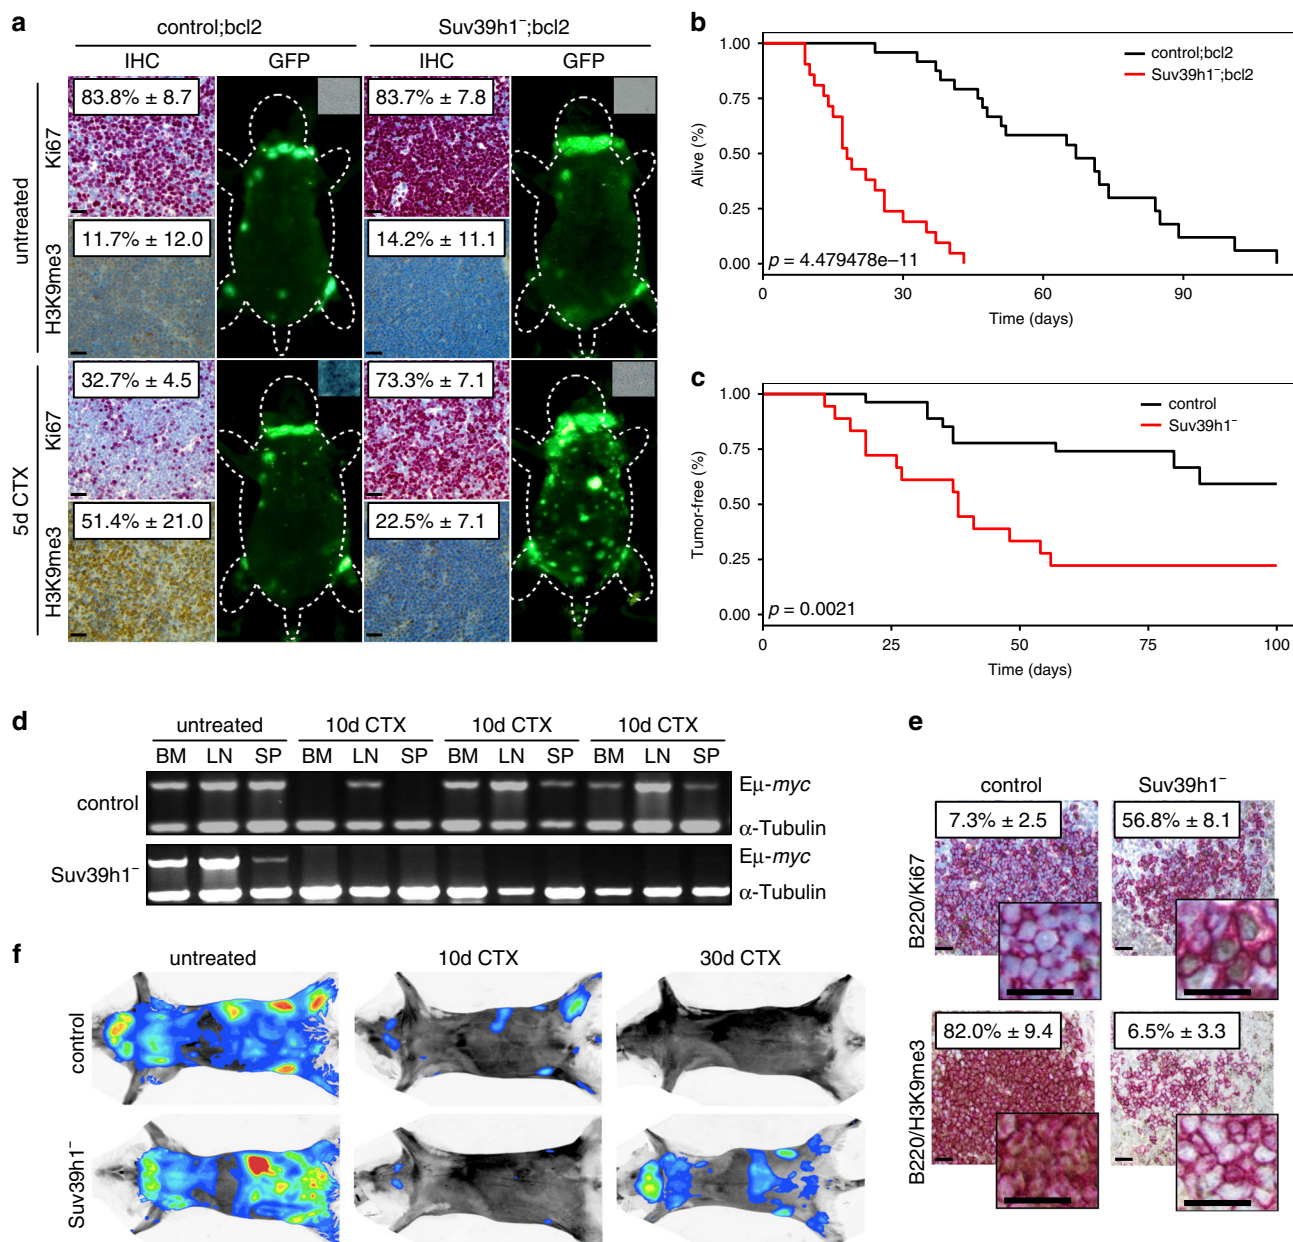 a
control;bcl2
Suv39h1⁻;bcl2
IHC
GFP
IHC
GFP
untreated
Ki67
83.8% ± 8.7
83.7% ± 7.8
H3K9me3
11.7% ± 12.0
14.2% ± 11.1
5d CTX
Ki67
32.7% ± 4.5
73.3% ± 7.1
H3K9me3
51.4% ± 21.0
22.5% ± 7.1
b
control;bcl2
Suv39h1⁻;bcl2
Alive (%)
1.00
0.75
0.50
0.25
0.00
p = 4.479478e–11
0 30 60 90
Time (days)
c
control
Suv39h1⁻
Tumor-free (%)
1.00
0.75
0.50
0.25
0.00
p = 0.0021
0 25 50 75 100
Time (days)
d
untreated 10d CTX 10d CTX 10d CTX
BM LN SP BM LN SP BM LN SP BM LN SP
control
Eμ-myc
α-Tubulin
Suv39h1⁻
Eμ-myc
α-Tubulin
e
control
Suv39h1⁻
B220/Ki67
7.3% ± 2.5
56.8% ± 8.1
B220/H3K9me3
82.0% ± 9.4
6.5% ± 3.3
f
untreated
10d CTX
30d CTX
control
Suv39h1⁻